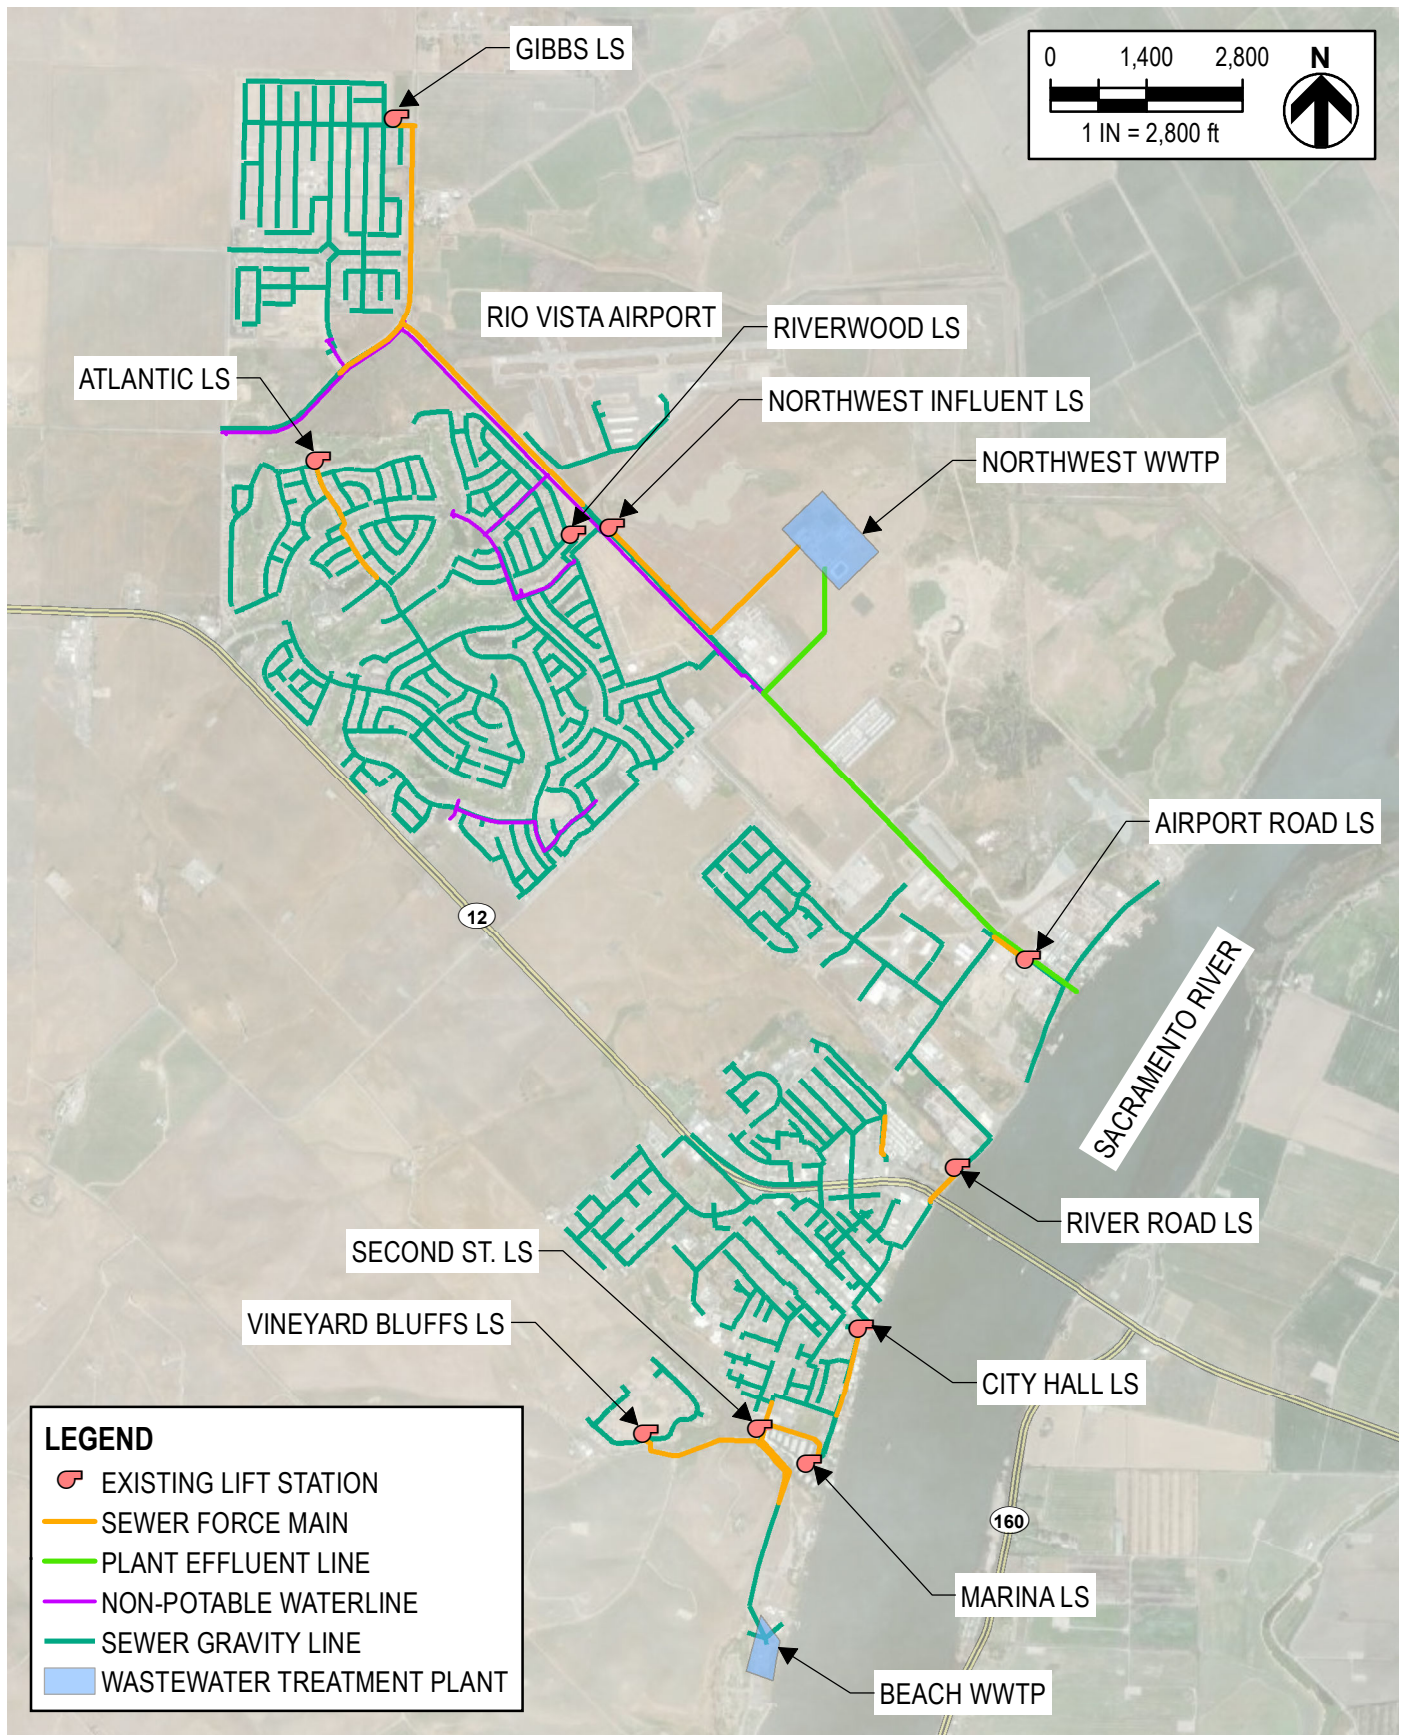 GIBBS LS
0 1,400 2,800
N
1 IN = 2,800 ft
RIO VISTA AIRPORT
RIVERWOOD LS
ATLANTIC LS
NORTHWEST INFLUENT LS
NORTHWEST WWTP
AIRPORT ROAD LS
12
SACRAMENTO RIVER
RIVER ROAD LS
SECOND ST. LS
VINEYARD BLUFFS LS
CITY HALL LS
160
MARINA LS
BEACH WWTP
LEGEND
EXISTING LIFT STATION
SEWER FORCE MAIN
PLANT EFFLUENT LINE
NON-POTABLE WATERLINE
SEWER GRAVITY LINE
WASTEWATER TREATMENT PLANT